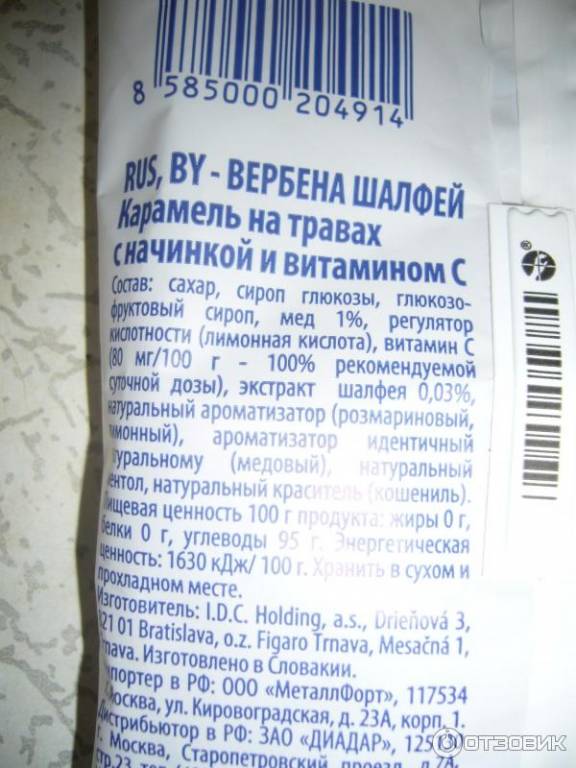 8 585000 204914
RUS, BY - ВЕРБЕНА ШАЛФЕЙ
Карамель на травах
с начинкой и витамином С
Состав: сахар, сироп глюкозы, глюкозо-
фруктовый сироп, мед 1%, регулятор
кислотности (лимонная кислота), витамин С
(80 мг/100 г - 100% рекомендуемой
суточной дозы), экстракт шалфея 0,03%,
натуральный ароматизатор (розмариновый,
лимонный), ароматизатор идентичный
натуральному (медовый), натуральный
ментол, натуральный краситель (кошениль).
Пищевая ценность 100 г продукта: жиры 0 г,
белки 0 г, углеводы 95 г. Энергетическая
ценность: 1630 кДж/ 100 г. Хранить в сухом и
прохладном месте.
Изготовитель: I.D.C. Holding, a.s., Drieňová 3,
821 01 Bratislava, o.z. Figaro Trnava, Mesačná 1,
Trnava. Изготовлено в Словакии.
Импортер в РФ: ООО «МеталлФорт», 117534
г. Москва, ул. Кировоградская, д. 23А, корп. 1.
Дистрибьютор в РФ: ЗАО «ДИАДАР»,
г. Москва, Старопетровский проезд, д.7А,
стр.23
®
ОТЗОВИК